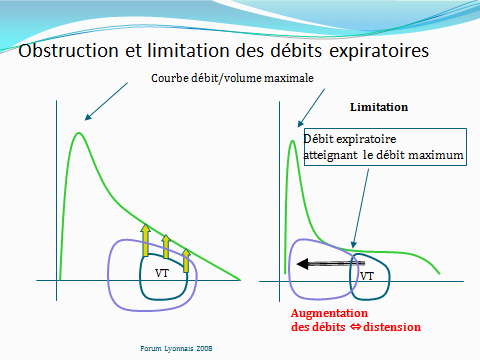 Obstruction et limitation des débits expiratoires
Courbe débit/volume maximale
Limitation
Débit expiratoire
atteignant le débit maximum
VT
VT
Augmentation
des débits ⇔ distension
Forum Lyonnais 2008